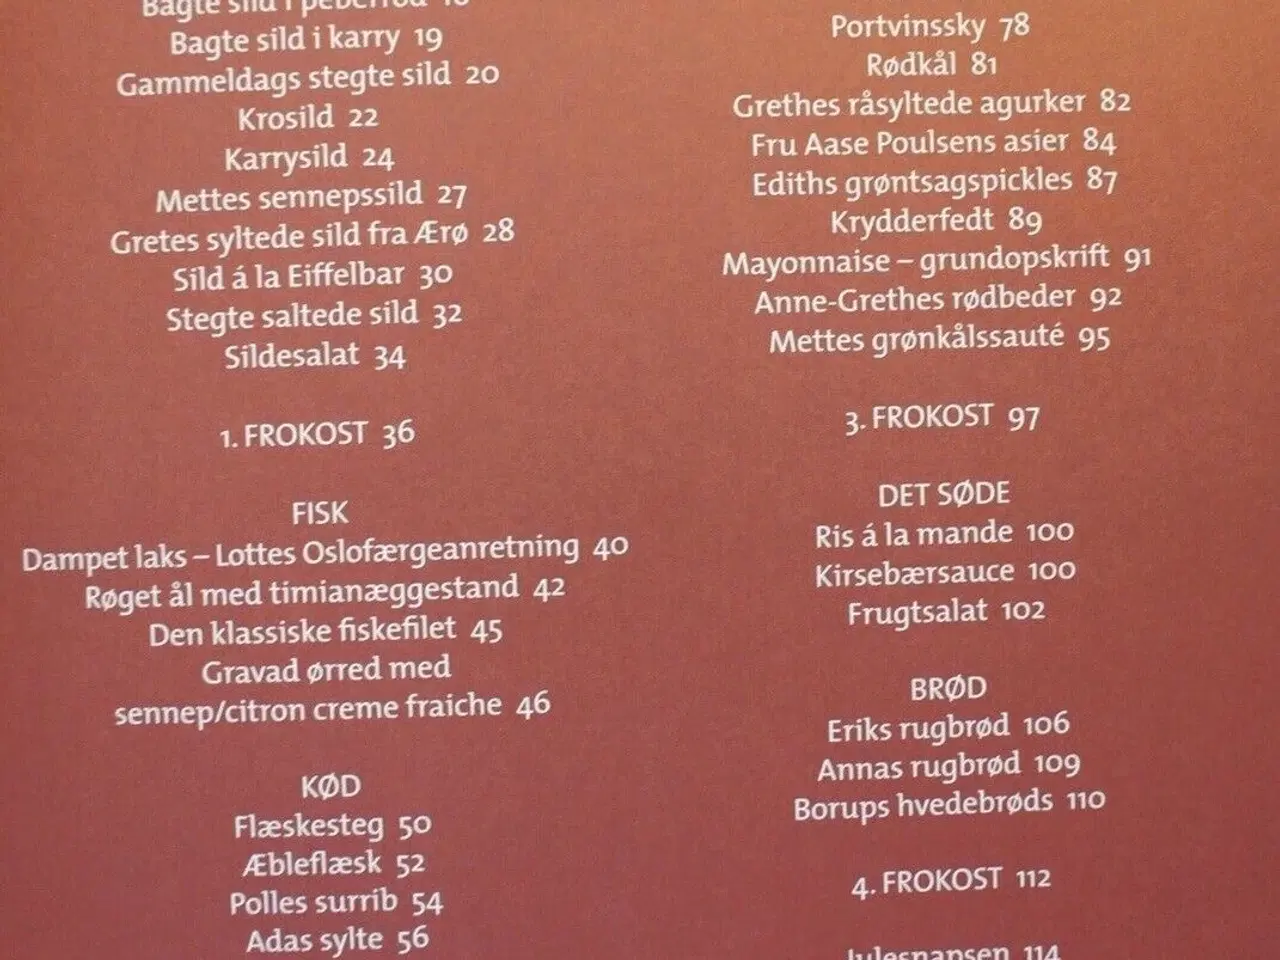 Bagte sild i peberrod
Bagte sild i karry 19
Gammeldags stegte sild 20
Krosild 22
Karrysild 24
Mettes sennepssild 27
Gretes syltede sild fra Ærø 28
Sild á la Eiffelbar 30
Stegte saltede sild 32
Sildesalat 34
1. FROKOST 36
FISK
Dampet laks – Lottes Oslofærgeanretning 40
Røget ål med timianæggestand 42
Den klassiske fiskefilet 45
Gravad ørred med
sennep/citron creme fraiche 46
KØD
Flæskesteg 50
Æbleflæsk 52
Polles surrib 54
Adas sylte 56
Portvinssky 78
Rødkål 81
Grethes råsyltede agurker 82
Fru Aase Poulsens asier 84
Ediths grøntsagspickles 87
Krydderfedt 89
Mayonnaise – grundopskrift 91
Anne-Grethes rødbeder 92
Mettes grønkålssauté 95
3. FROKOST 97
DET SØDE
Ris á la mande 100
Kirsebærsauce 100
Frugtsalat 102
BRØD
Eriks rugbrød 106
Annas rugbrød 109
Borups hvedebrøds 110
4. FROKOST 112
Julesnapsen 114